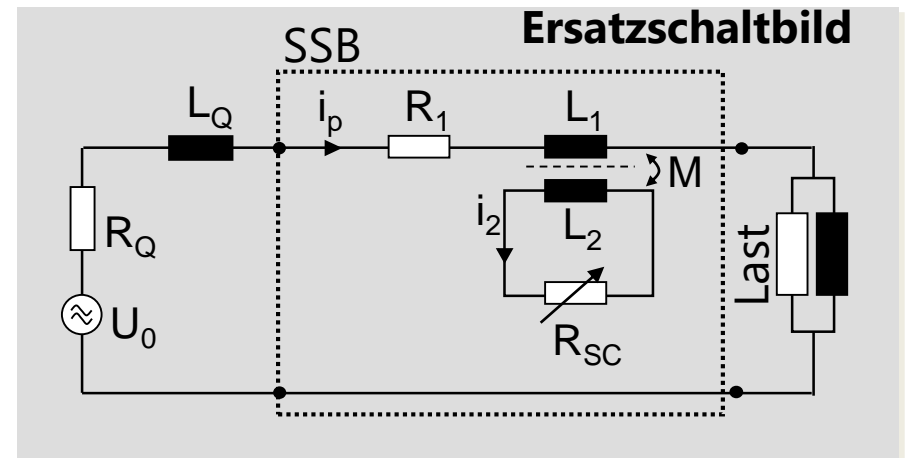 Ersatzschaltbild
SSB
L_Q i_p R_1 L_1
M
i_2 L_2
R_Q
Last
U_0
R_SC